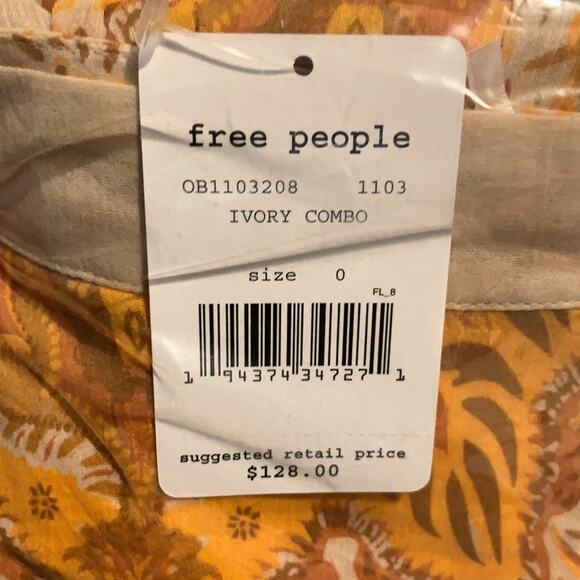 free people
OB1103208 1103
IVORY COMBO
size 0
FL_8
1 94374 34727 1
suggested retail price
$128.00